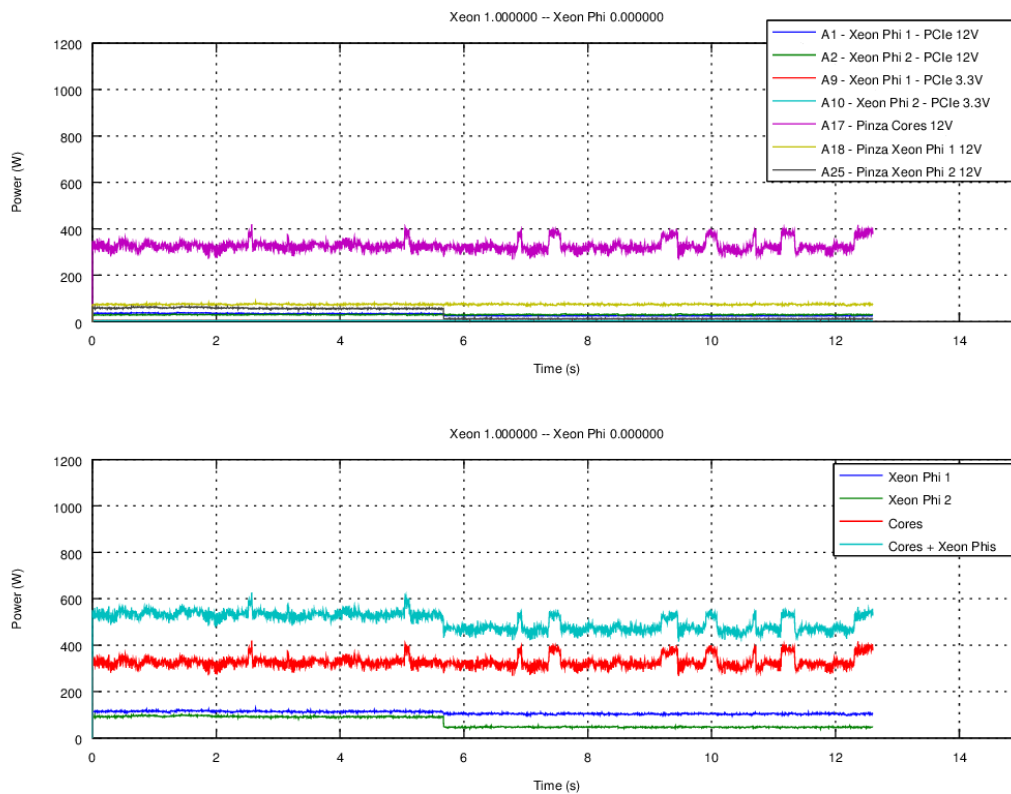 Xeon 1.000000 -- Xeon Phi 0.000000
1200
1000
800
600
400
200
0
Power (W)
A1 - Xeon Phi 1 - PCIe 12V
A2 - Xeon Phi 2 - PCIe 12V
A9 - Xeon Phi 1 - PCIe 3.3V
A10 - Xeon Phi 2 - PCIe 3.3V
A17 - Pinza Cores 12V
A18 - Pinza Xeon Phi 1 12V
A25 - Pinza Xeon Phi 2 12V
0 2 4 6 8 10 12 14
Time (s)
Xeon 1.000000 -- Xeon Phi 0.000000
1200
1000
800
600
400
200
0
Power (W)
Xeon Phi 1
Xeon Phi 2
Cores
Cores + Xeon Phis
0 2 4 6 8 10 12 14
Time (s)